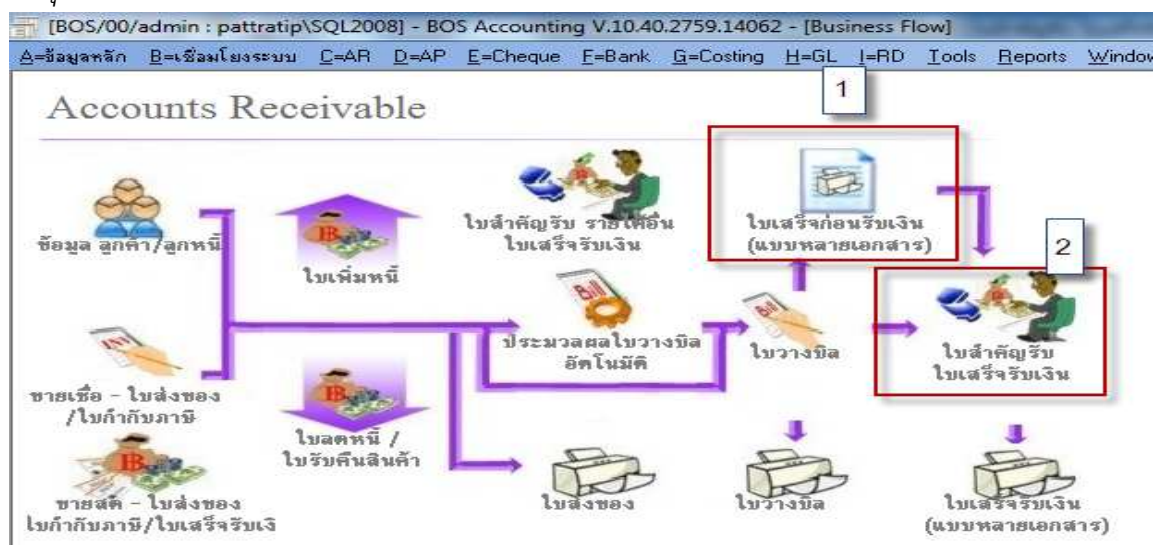 [BOS/00/admin : pattratip\SQL2008] - BOS Accounting V.10.40.2759.14062 - [Business Flow]
A=ข้อมูลหลัก B=เชื่อมโยงระบบ C=AR D=AP E=Cheque F=Bank G=Costing H=GL I=RD Tools Reports Window
Accounts Receivable
1
ข้อมูล ลูกค้า/ลูกหนี้
ใบเพิ่มหนี้
ใบสำคัญรับ รายได้อื่น
ใบเสร็จรับเงิน
ใบเสร็จก่อนรับเงิน
(แบบหลายเอกสาร)
2
ขายเชื่อ - ใบส่งของ
/ใบกำกับภาษี
ประมวลผลใบวางบิล
อัตโนมัติ
ใบวางบิล
ใบสำคัญรับ
ใบเสร็จรับเงิน
ใบลดหนี้ /
ใบรับคืนสินค้า
ขายสด - ใบส่งของ
ใบกำกับภาษี/ใบเสร็จรับเงิ
ใบส่งของ
ใบวางบิล
ใบเสร็จรับเงิน
(แบบหลายเอกสาร)